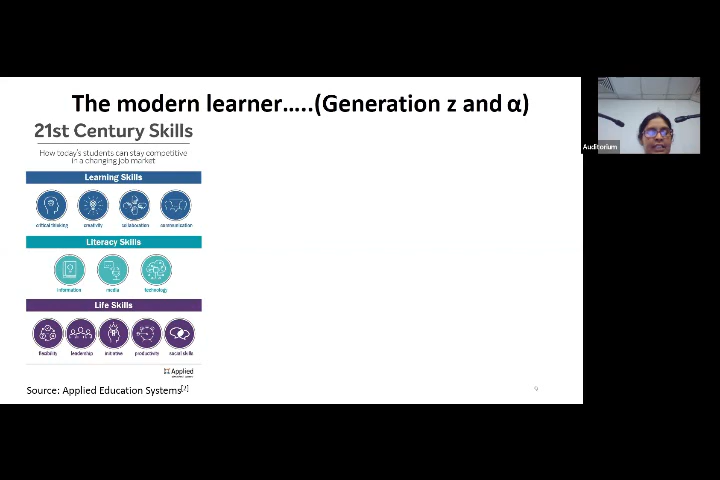 The modern learner…..(Generation z and α)
21st Century Skills
How today's students can stay competitive
in a changing job market
Learning Skills
critical thinking creativity collaboration communication
Literacy Skills
information media technology
Life Skills
flexibility leadership initiative productivity social skills
Applied
Source: Applied Education Systems[7]
9
Auditorium